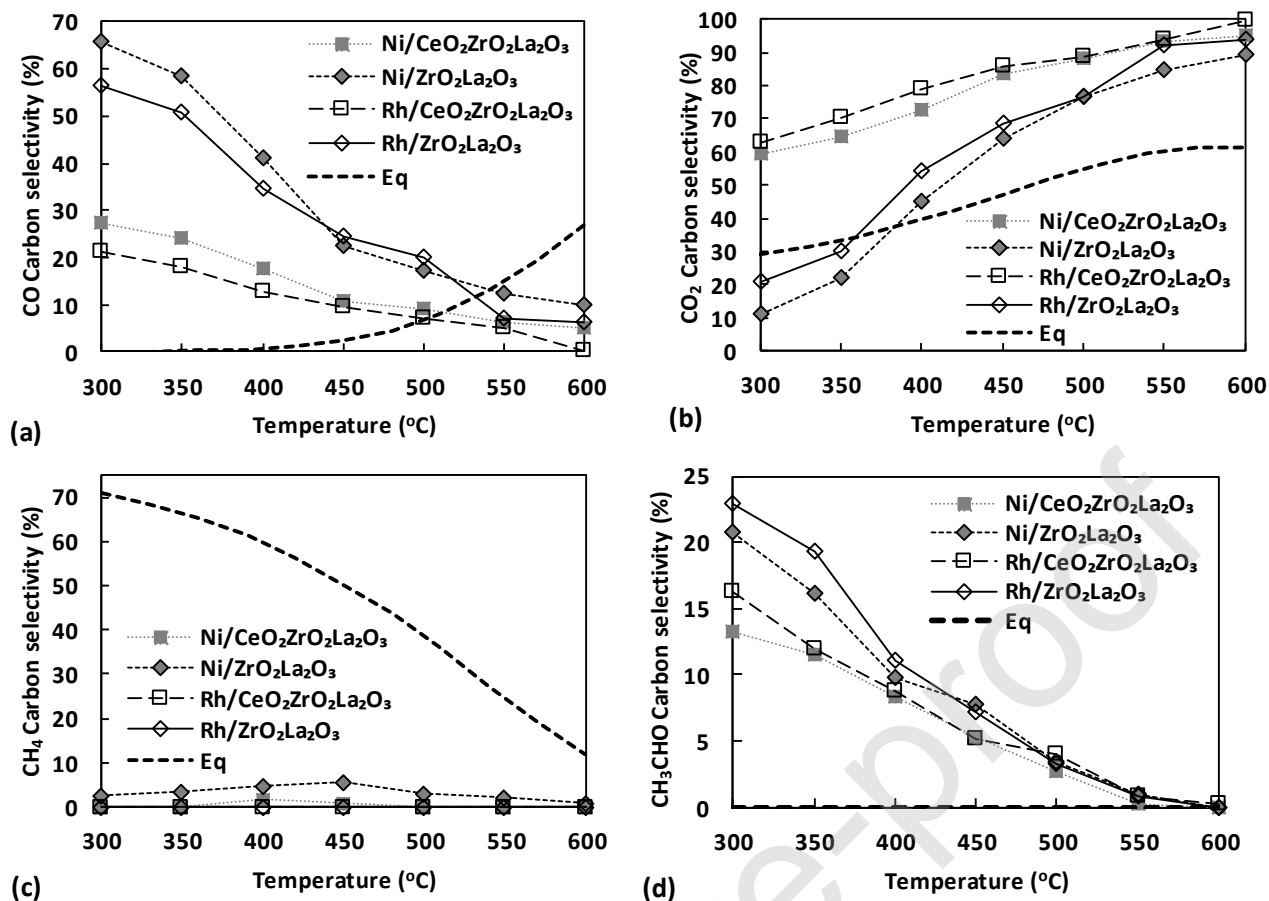 70
60
50
40
30
20
10
0
CO Carbon selectivity (%)
Ni/CeO₂ZrO₂La₂O₃
Ni/ZrO₂La₂O₃
Rh/CeO₂ZrO₂La₂O₃
Rh/ZrO₂La₂O₃
Eq
300 350 400 450 500 550 600
Temperature (ºC)
(a)
100
90
80
70
60
50
40
30
20
10
0
CO₂ Carbon selectivity (%)
Ni/CeO₂ZrO₂La₂O₃
Ni/ZrO₂La₂O₃
Rh/CeO₂ZrO₂La₂O₃
Rh/ZrO₂La₂O₃
Eq
300 350 400 450 500 550 600
Temperature (ºC)
(b)
70
60
50
40
30
20
10
0
CH₄ Carbon selectivity (%)
Ni/CeO₂ZrO₂La₂O₃
Ni/ZrO₂La₂O₃
Rh/CeO₂ZrO₂La₂O₃
Rh/ZrO₂La₂O₃
Eq
300 350 400 450 500 550 600
Temperature (ºC)
(c)
25
20
15
10
5
0
CH₃CHO Carbon selectivity (%)
Ni/CeO₂ZrO₂La₂O₃
Ni/ZrO₂La₂O₃
Rh/CeO₂ZrO₂La₂O₃
Rh/ZrO₂La₂O₃
Eq
300 350 400 450 500 550 600
Temperature (ºC)
(d)
e-proof